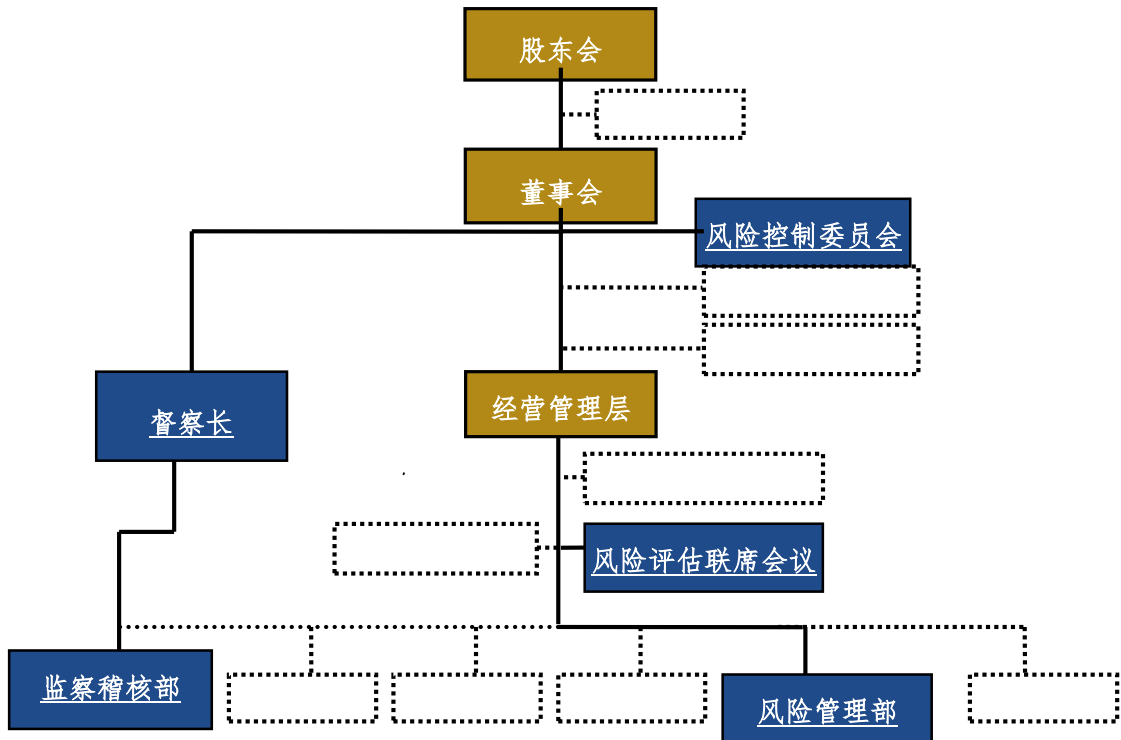 股东会
董事会
风险控制委员会
督察长
经营管理层
风险评估联席会议
监察稽核部
风险管理部